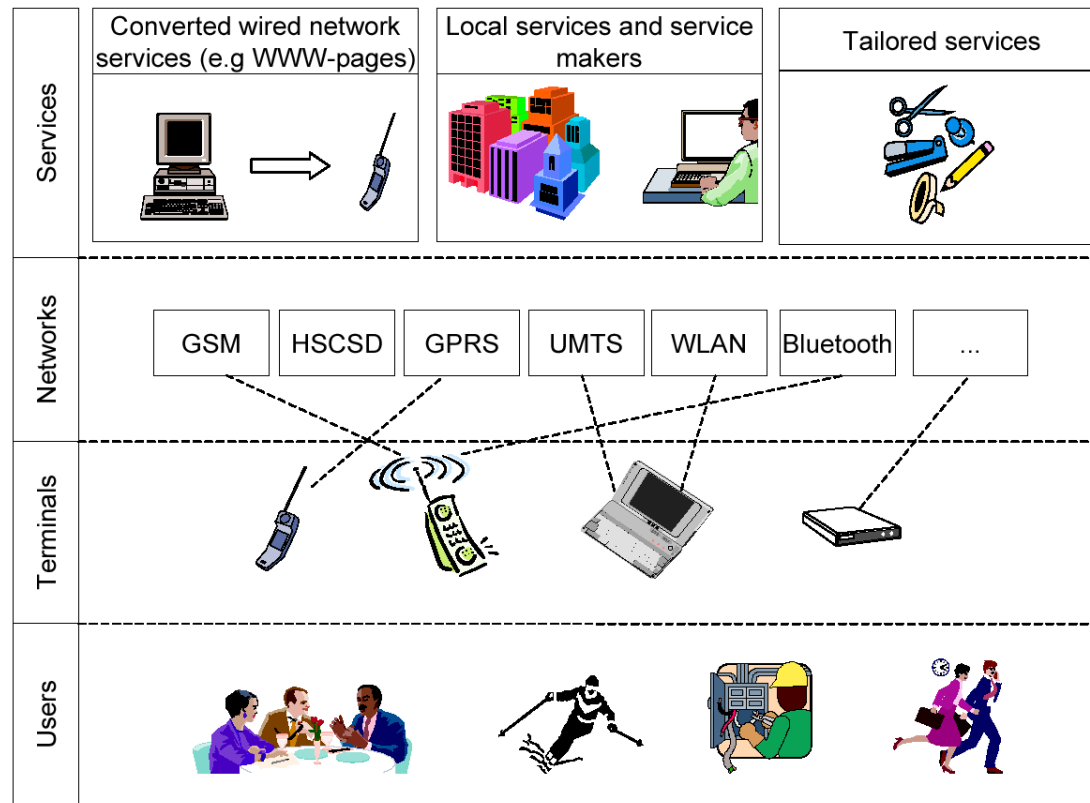 Services
Converted wired network
services (e.g WWW-pages)
Local services and service
makers
Tailored services
Networks
GSM
HSCSD
GPRS
UMTS
WLAN
Bluetooth
...
Terminals
Users